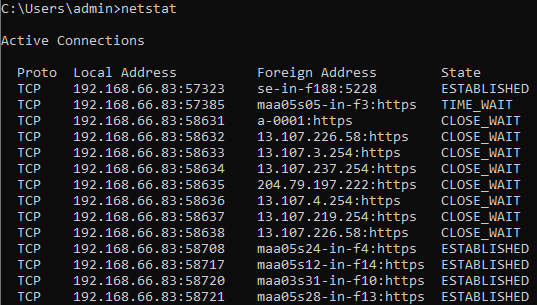 C:\Users\admin>netstat
Active Connections
Proto Local Address Foreign Address State
TCP 192.168.66.83:57323 se-in-f188:5228 ESTABLISHED
TCP 192.168.66.83:57385 maa05s05-in-f3:https TIME_WAIT
TCP 192.168.66.83:58631 a-0001:https CLOSE_WAIT
TCP 192.168.66.83:58632 13.107.226.58:https CLOSE_WAIT
TCP 192.168.66.83:58633 13.107.3.254:https CLOSE_WAIT
TCP 192.168.66.83:58634 13.107.237.254:https CLOSE_WAIT
TCP 192.168.66.83:58635 204.79.197.222:https CLOSE_WAIT
TCP 192.168.66.83:58636 13.107.4.254:https CLOSE_WAIT
TCP 192.168.66.83:58637 13.107.219.254:https CLOSE_WAIT
TCP 192.168.66.83:58638 13.107.226.58:https CLOSE_WAIT
TCP 192.168.66.83:58708 maa05s24-in-f4:https ESTABLISHED
TCP 192.168.66.83:58717 maa05s12-in-f14:https ESTABLISHED
TCP 192.168.66.83:58720 maa03s31-in-f10:https ESTABLISHED
TCP 192.168.66.83:58721 maa05s28-in-f13:https ESTABLISHED